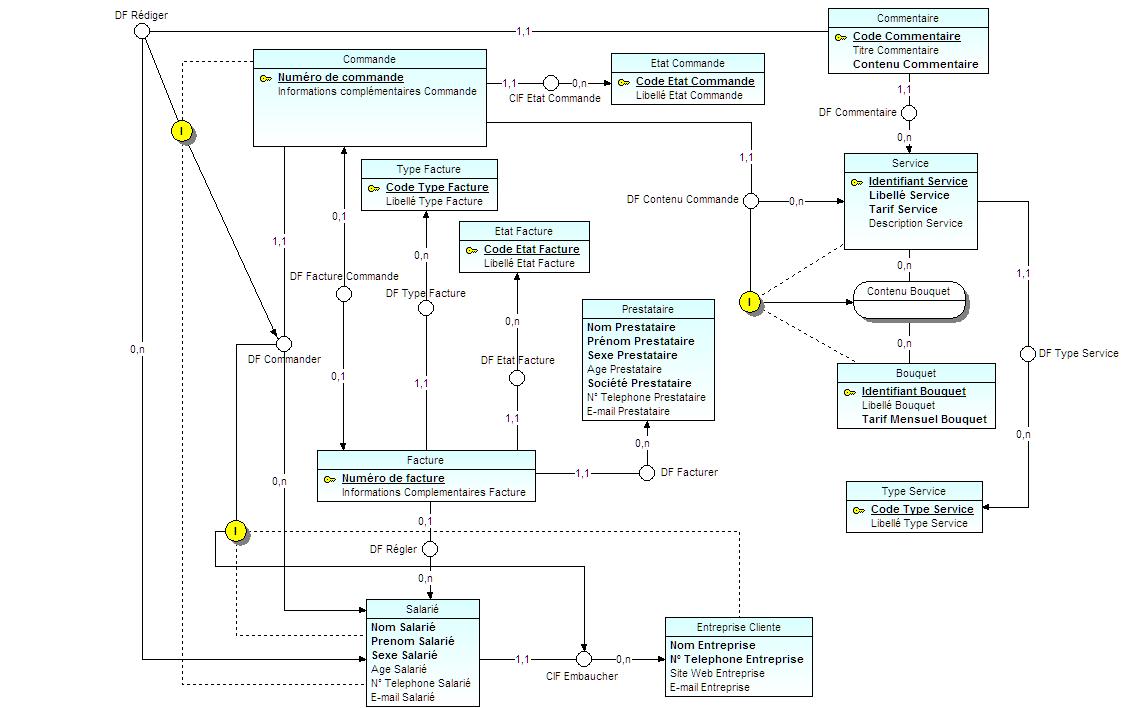 DF Rédiger
1,1
Commentaire
Code Commentaire
Titre Commentaire
Contenu Commentaire
Commande
Numéro de commande
Informations complémentaires Commande
1,1
0,n
CIF Etat Commande
Etat Commande
Code Etat Commande
Libellé Etat Commande
1,1
DF Commentaire
0,n
I
1,1
Service
Identifiant Service
Libellé Service
Tarif Service
Description Service
Type Facture
Code Type Facture
Libellé Type Facture
DF Contenu Commande
0,n
0,1
1,1
0,n
Etat Facture
Code Etat Facture
Libellé Etat Facture
0,n
1,1
DF Facture Commande
DF Type Facture
Contenu Bouquet
I
Prestataire
Nom Prestataire
Prénom Prestataire
Sexe Prestataire
Age Prestataire
Société Prestataire
N° Telephone Prestataire
E-mail Prestataire
0,n
0,n
0,n
DF Commander
DF Etat Facture
DF Type Service
0,1
1,1
1,1
Bouquet
Identifiant Bouquet
Libellé Bouquet
Tarif Mensuel Bouquet
0,n
0,n
Facture
Numéro de facture
Informations Complementaires Facture
1,1
DF Facturer
0,n
Type Service
Code Type Service
Libellé Type Service
0,1
I
DF Régler
0,n
Salarié
Nom Salarié
Prenom Salarié
Sexe Salarié
Age Salarié
N° Telephone Salarié
E-mail Salarié
1,1
0,n
CIF Embaucher
Entreprise Cliente
Nom Entreprise
N° Telephone Entreprise
Site Web Entreprise
E-mail Entreprise